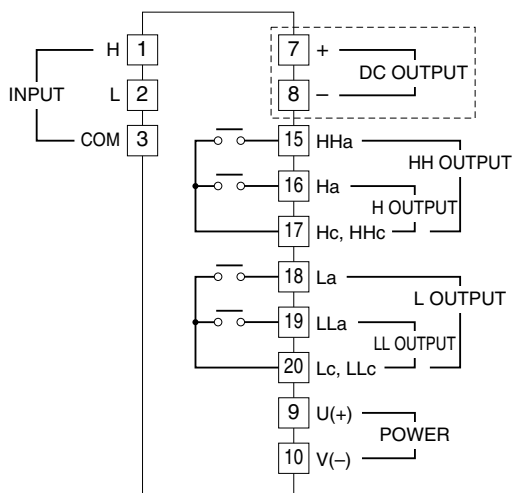 H 1
INPUT
L 2
COM 3
7 +
DC OUTPUT
8 –
15 HHa
HH OUTPUT
16 Ha
H OUTPUT
17 Hc, HHc
18 La
L OUTPUT
19 LLa
LL OUTPUT
20 Lc, LLc
9 U(+)
POWER
10 V(–)